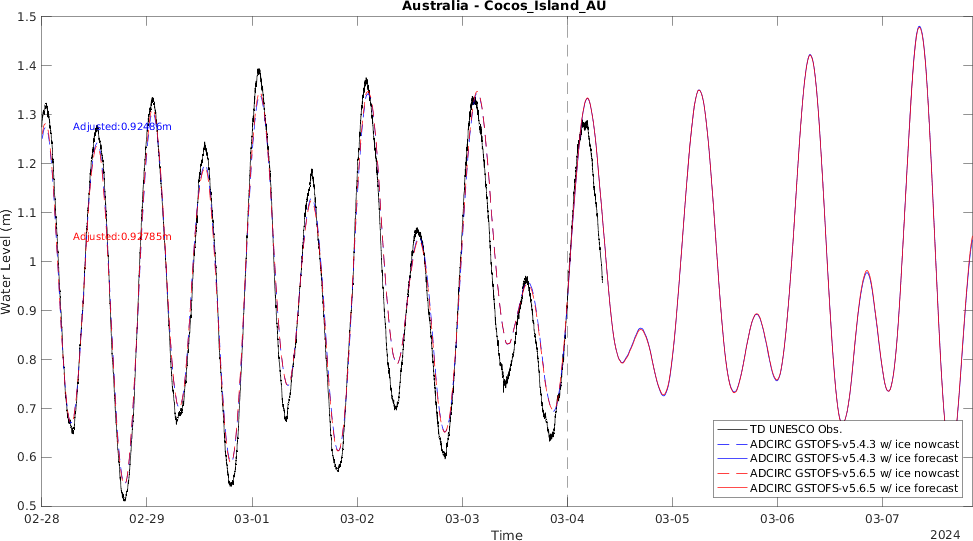 Australia - Cocos_Island_AU
1.5
1.4
1.3
1.2
1.1
1
0.9
0.8
0.7
0.6
0.5
Water Level (m)
Adjusted:0.92486m
Adjusted:0.92785m
TD UNESCO Obs.
ADCIRC GSTOFS-v5.4.3 w/ ice nowcast
ADCIRC GSTOFS-v5.4.3 w/ ice forecast
ADCIRC GSTOFS-v5.6.5 w/ ice nowcast
ADCIRC GSTOFS-v5.6.5 w/ ice forecast
02-28 02-29 03-01 03-02 03-03 03-04 03-05 03-06 03-07
Time
2024